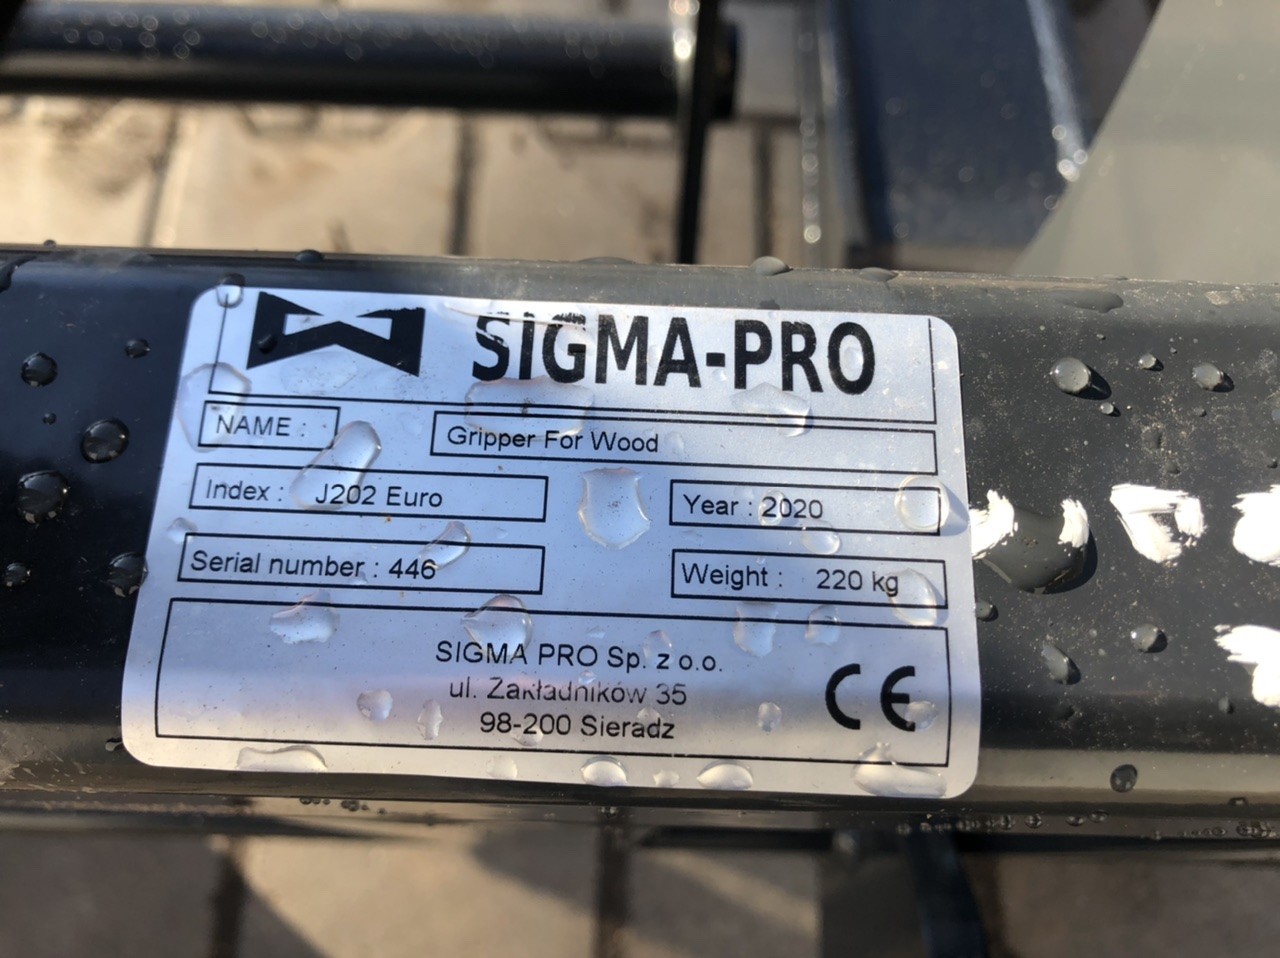 SIGMA-PRO
NAME :
Gripper For Wood
Index : J202 Euro
Year : 2020
Serial number : 446
Weight : 220 kg
SIGMA PRO Sp. z o.o.
ul. Zakładników 35
98-200 Sieradz
CE